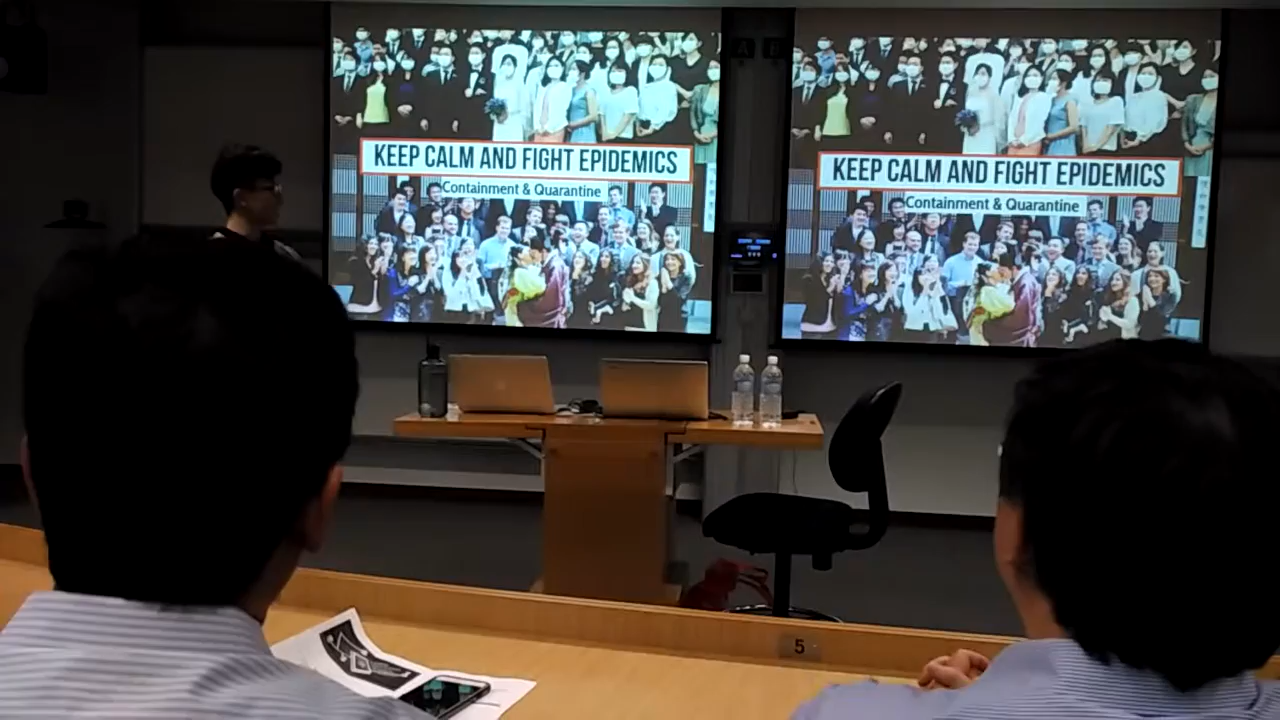 KEEP CALM AND FIGHT EPIDEMICS
Containment & Quarantine
KEEP CALM AND FIGHT EPIDEMICS
Containment & Quarantine
5